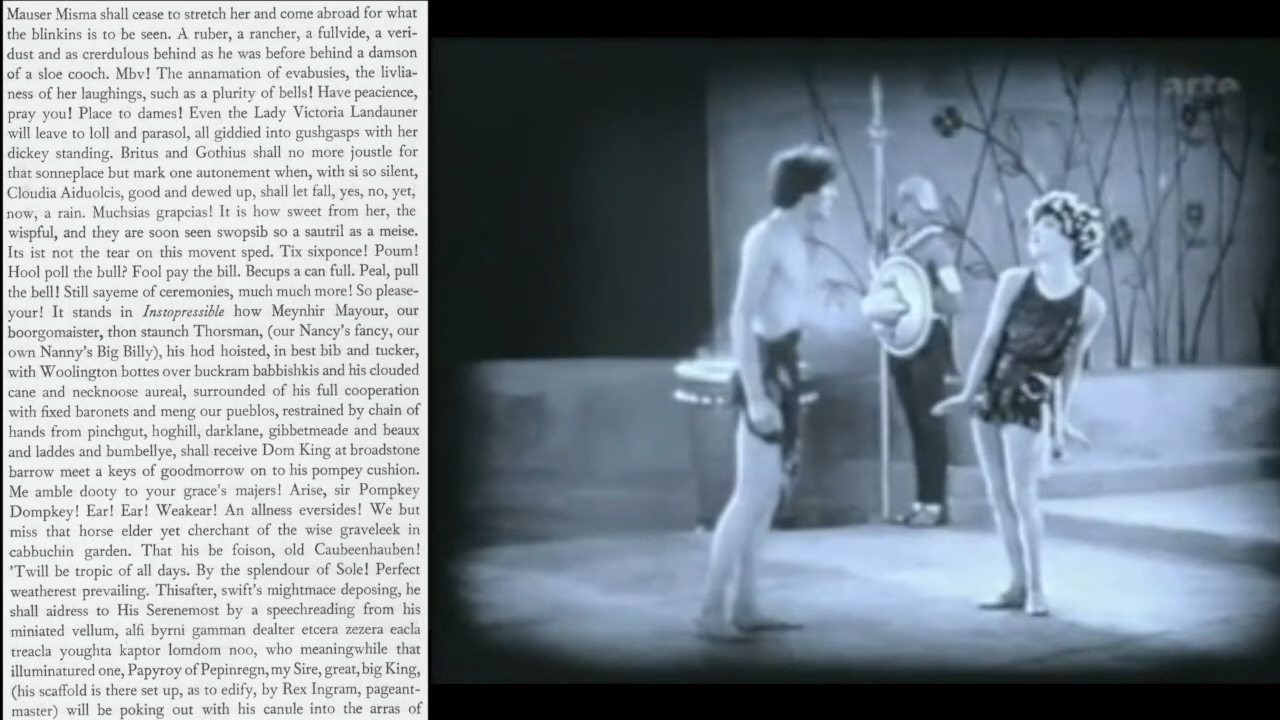 Mauser Misma shall cease to stretch her and come abroad for what
the blinkins is to be seen. A ruber, a rancher, a fullvide, a veri-
dust and as crerdulous behind as he was before behind a damson
of a sloe cooch. Mbv! The annamation of evabusies, the livlia-
ness of her laughings, such as a plurity of bells! Have peacience,
pray you! Place to dames! Even the Lady Victoria Landauner
will leave to loll and parasol, all giddied into gushgasps with her
dickey standing. Britus and Gothius shall no more joustle for
that sonneplace but mark one autonement when, with si so silent,
Cloudia Aiduolcis, good and dewed up, shall let fall, yes, no, yet,
now, a rain. Muchsias grapcias! It is how sweet from her, the
wispful, and they are soon seen swopsib so a sautril as a meise.
Its ist not the tear on this movent sped. Tix sixponce! Poum!
Hool poll the bull? Fool pay the bill. Becups a can full. Peal, pull
the bell! Still sayeme of ceremonies, much much more! So please-
your! It stands in Instopressible how Meynhir Mayour, our
boorgomaister, thon staunch Thorsman, (our Nancy's fancy, our
own Nanny's Big Billy), his hod hoisted, in best bib and tucker,
with Woolington bottes over buckram babbishkis and his clouded
cane and necknoose aureal, surrounded of his full cooperation
with fixed baronets and meng our pueblos, restrained by chain of
hands from pinchgut, hoghill, darklane, gibbetmeade and beaux
and laddes and bumbellye, shall receive Dom King at broadstone
barrow meet a keys of goodmorrow on to his pompey cushion.
Me amble dooty to your grace's majers! Arise, sir Pompkey
Dompkey! Ear! Ear! Weakear! An allness eversides! We but
miss that horse elder yet cherchant of the wise graveleek in
cabbuchin garden. That his be foison, old Caubeenhauben!
'Twill be tropic of all days. By the splendour of Sole! Perfect
weatherest prevailing. Thisafter, swift's mightmace deposing, he
shall aidress to His Serenemost by a speechreading from his
miniated vellum, alfi byrni gamman dealter etcera zezera eacla
treacla youghta kaptor lomdom noo, who meaningwhile that
illuminatured one, Papyroy of Pepinregn, my Sire, great, big King,
(his scaffold is there set up, as to edify, by Rex Ingram, pageant-
master) will be poking out with his canule into the arras of
arte